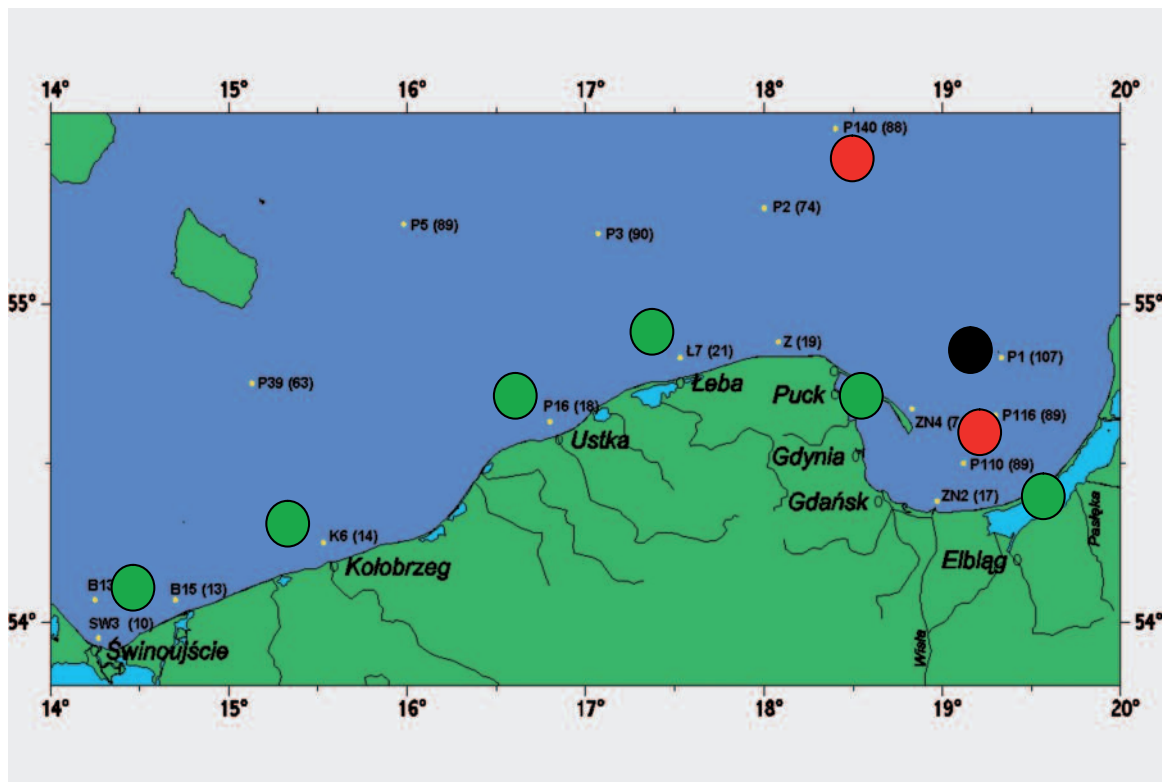 14° 15° 16° 17° 18° 19° 20°
P140 (88)
P2 (74)
P5 (89)
P3 (90)
55° 55°
Z (19)
Ł7 (21)
P1 (107)
P39 (63)
Łeba
Puck
P16 (18)
ZN4 (7
P116 (89)
Ustka
Gdynia
P110 (89)
Gdańsk
ZN2 (17)
Pasłęka
K6 (14)
Kołobrzeg
Elbląg
B13
B15 (13)
54° 54°
SW3 (10)
Świnoujście
Wisła
14° 15° 16° 17° 18° 19° 20°